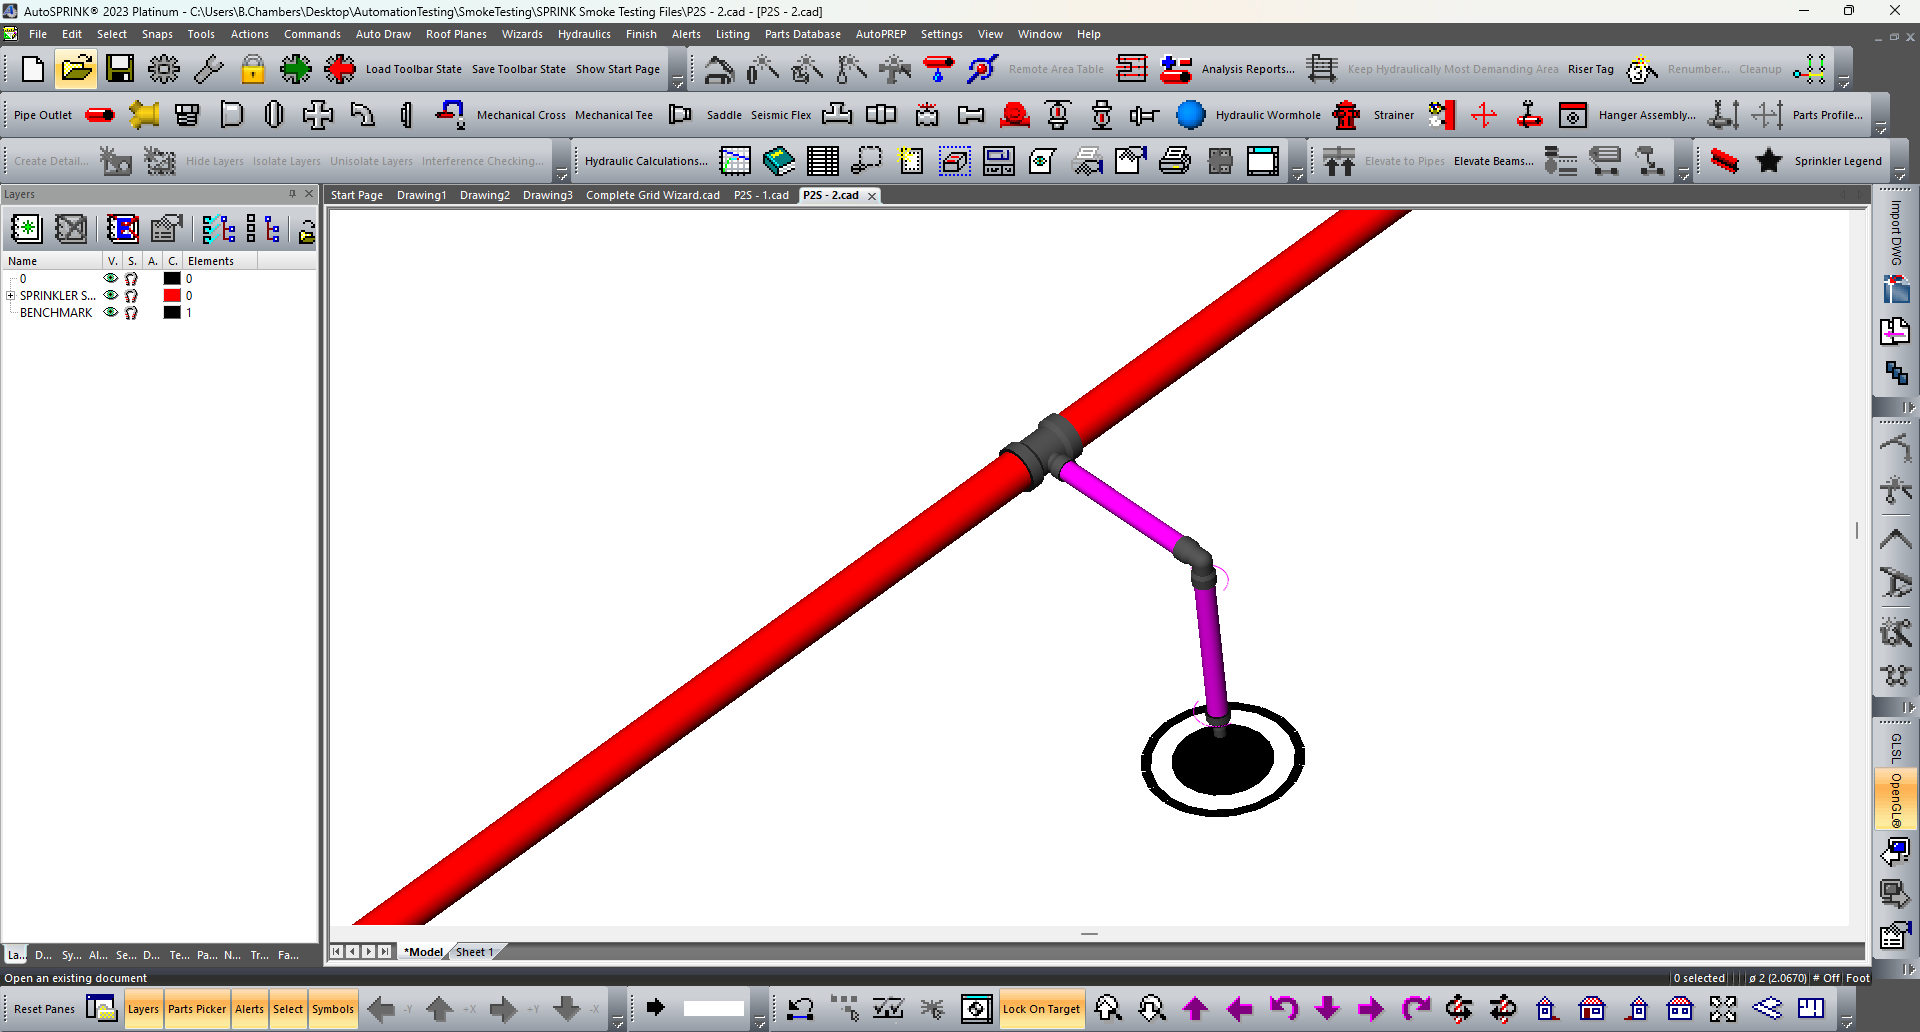 AutoSPRINK® 2023 Platinum - C:\Users\B.Chambers\Desktop\AutomationTesting\SmokeTesting\SPRINK Smoke Testing Files\P2S - 2.cad - [P2S - 2.cad]
File Edit Select Snaps Tools Actions Commands Auto Draw Roof Planes Wizards Hydraulics Finish Alerts Listing Parts Database AutoPREP Settings View Window Help
Load Toolbar State Save Toolbar State Show Start Page Remote Area Table Analysis Reports... Keep Hydraulically Most Demanding Area Riser Tag Renumber... Cleanup
Pipe Outlet Mechanical Cross Mechanical Tee Saddle Seismic Flex Hydraulic Wormhole Strainer Hanger Assembly... Parts Profile...
Create Detail... Hide Layers Isolate Layers Unisolate Layers Interference Checking... Hydraulic Calculations... Elevate to Pipes Elevate Beams... Sprinkler Legend
Layers
Start Page Drawing1 Drawing2 Drawing3 Complete Grid Wizard.cad P2S - 1.cad P2S - 2.cad
Name V. S. A. C. Elements
0 0
SPRINKLER S... 0
BENCHMARK 1
Import DWG
GLSL
OpenGL®
La... D... Sy... Al... Se... D... Te... Pa... N... Tr... Fa...
*Model Sheet 1
Open an existing document
0 selected ø 2 (2.0670) # Off Foot
Reset Panes Layers Parts Picker Alerts Select Symbols -Y +X +Y -X Lock On Target